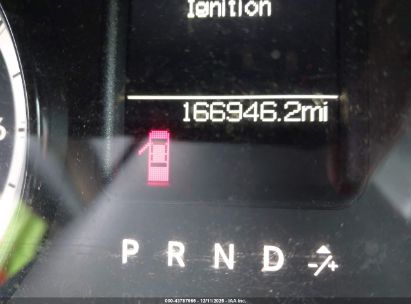 Ignition
166946.2mi
P R N D -/+